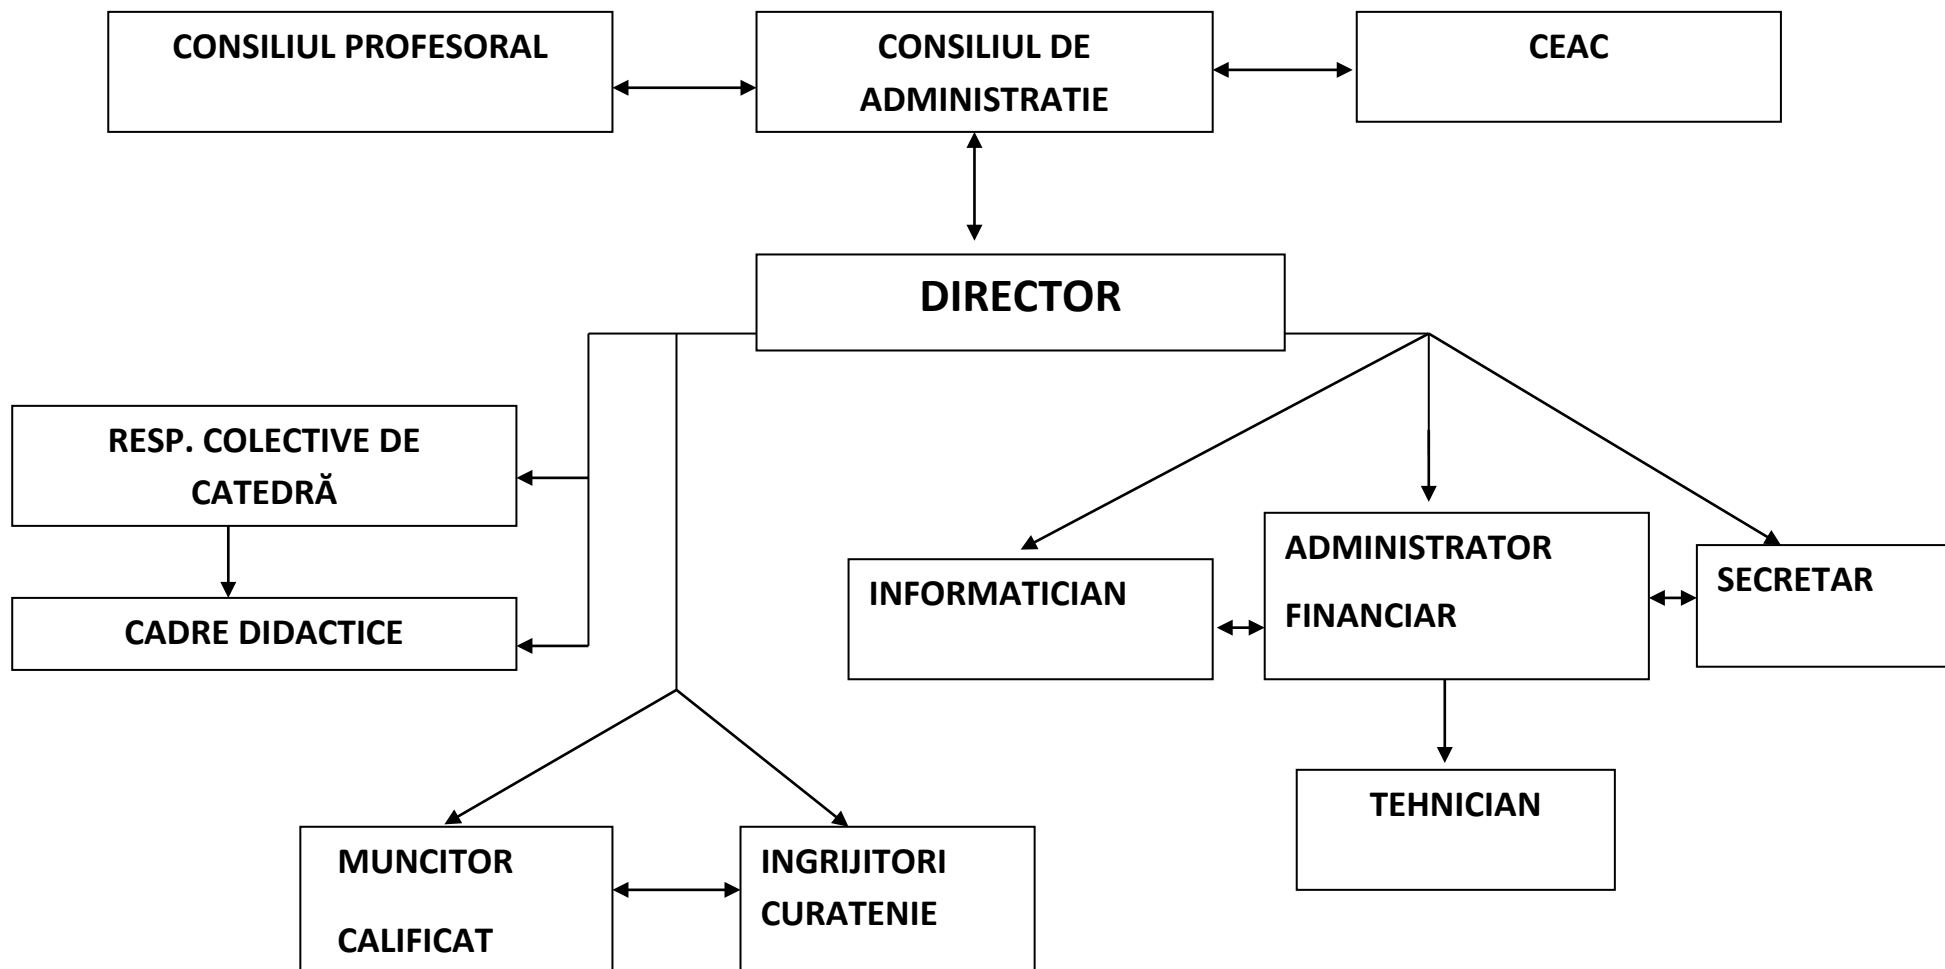 CONSILIUL PROFESORAL
CONSILIUL DE
ADMINISTRATIE
CEAC
DIRECTOR
RESP. COLECTIVE DE
CATEDRĂ
CADRE DIDACTICE
INFORMATICIAN
ADMINISTRATOR
FINANCIAR
SECRETAR
TEHNICIAN
MUNCITOR
CALIFICAT
INGRIJITORI
CURATENIE